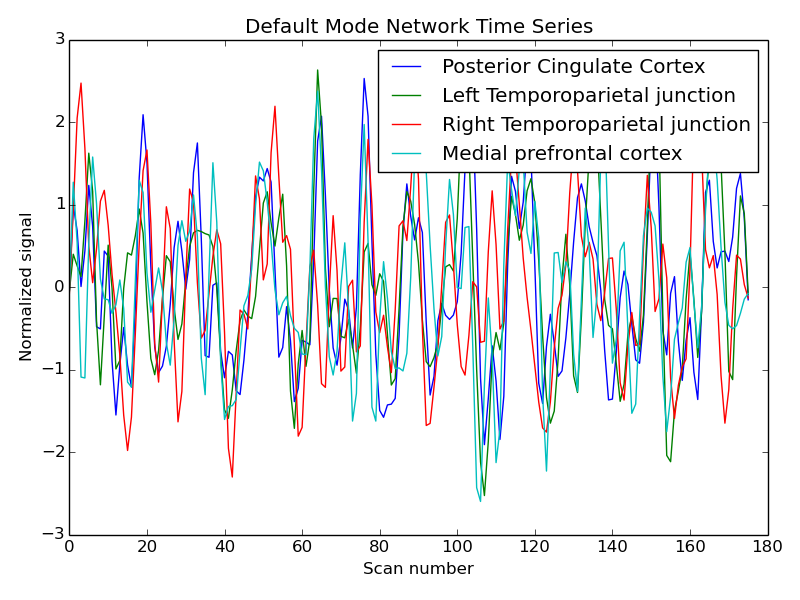 Default Mode Network Time Series
Posterior Cingulate Cortex
Left Temporoparietal junction
Right Temporoparietal junction
Medial prefrontal cortex
Normalized signal
3
2
1
0
−1
−2
−3
0 20 40 60 80 100 120 140 160 180
Scan number